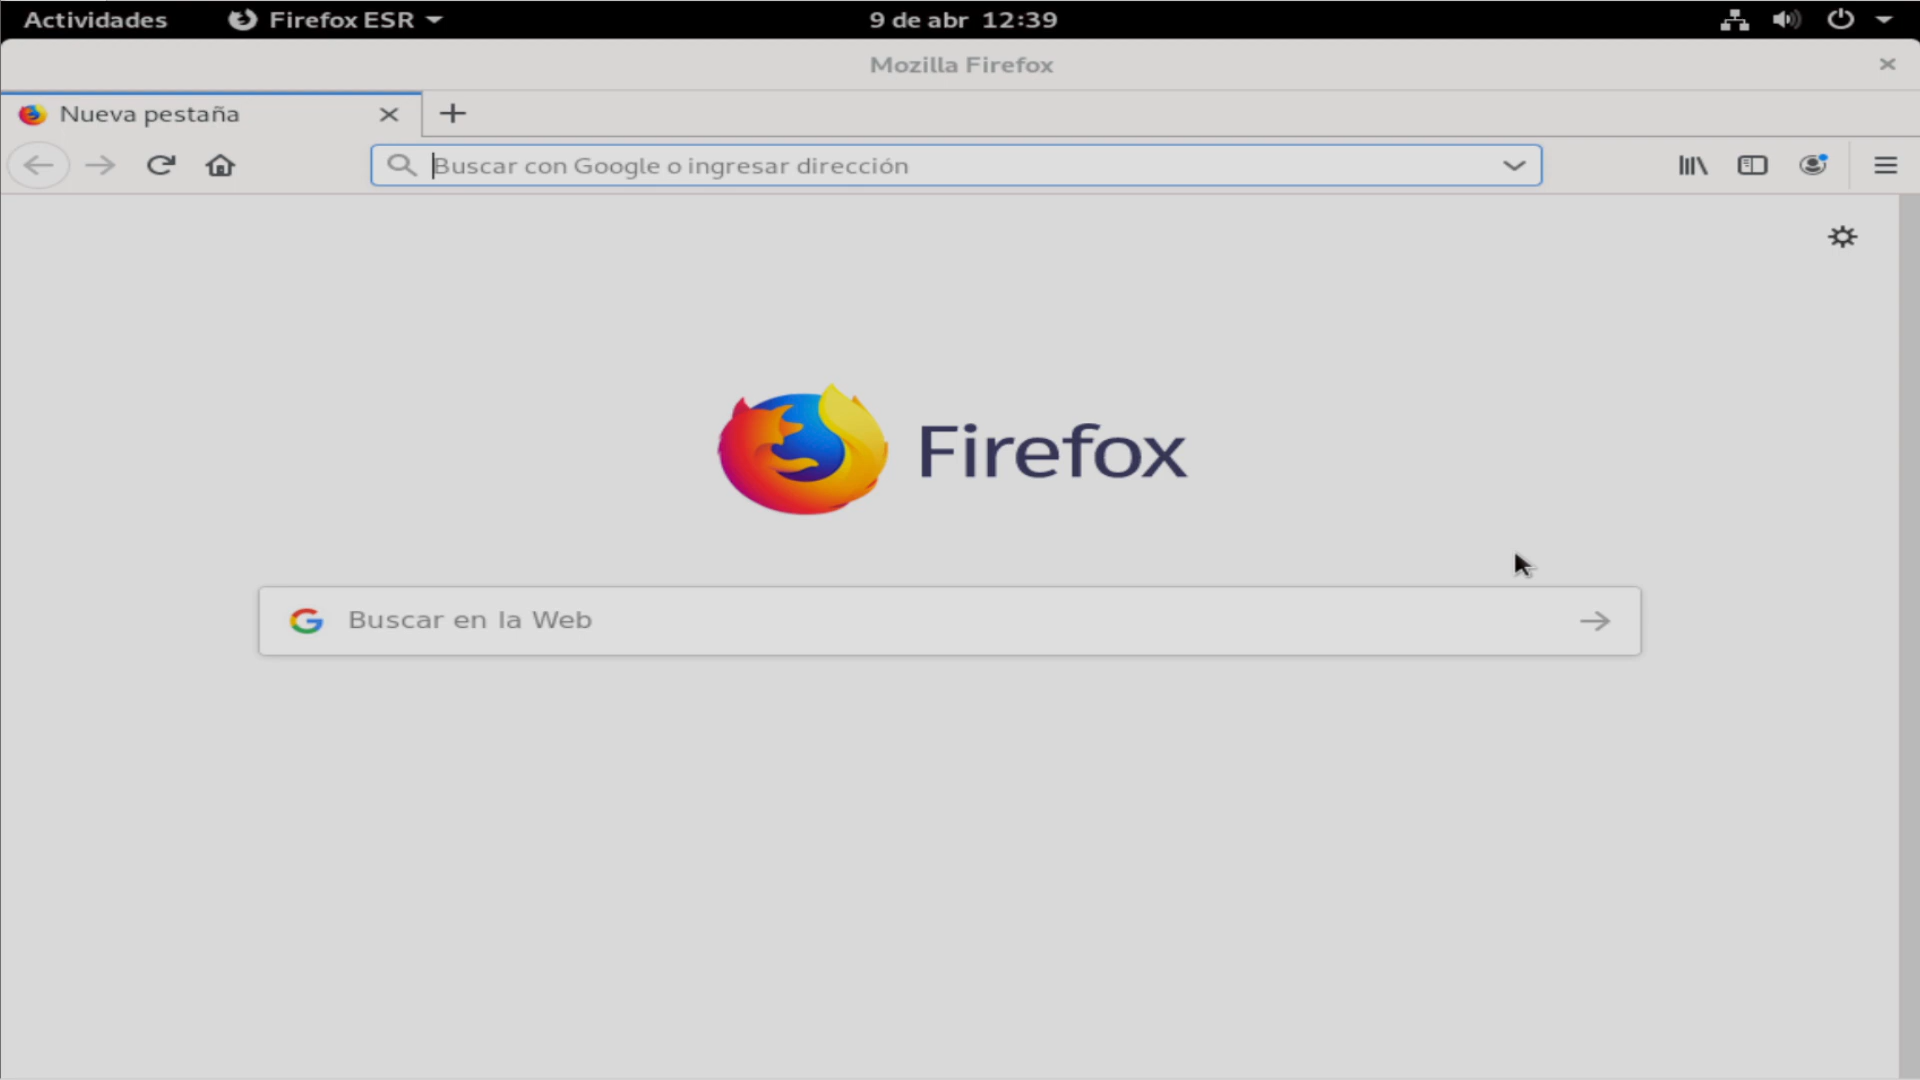 Actividades Firefox ESR 9 de abr 12:39
Mozilla Firefox
Nueva pestaña
Buscar con Google o ingresar dirección
Firefox
Buscar en la Web